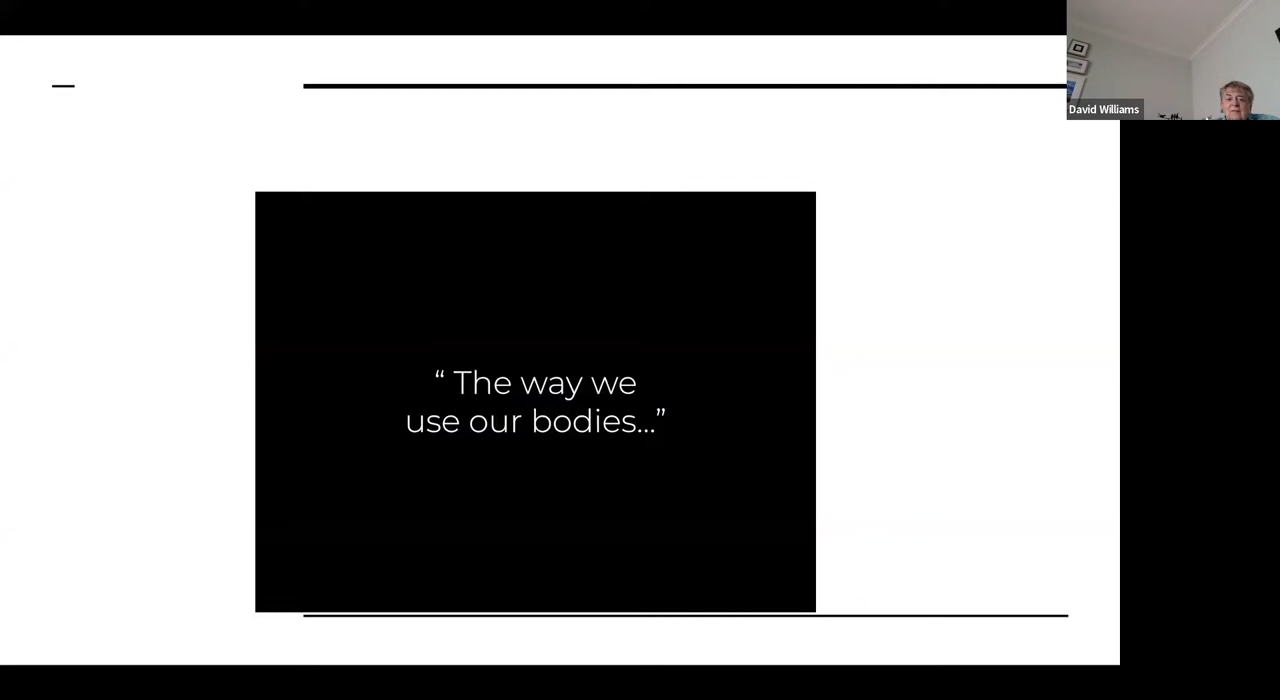 David Williams
“ The way we
use our bodies...”